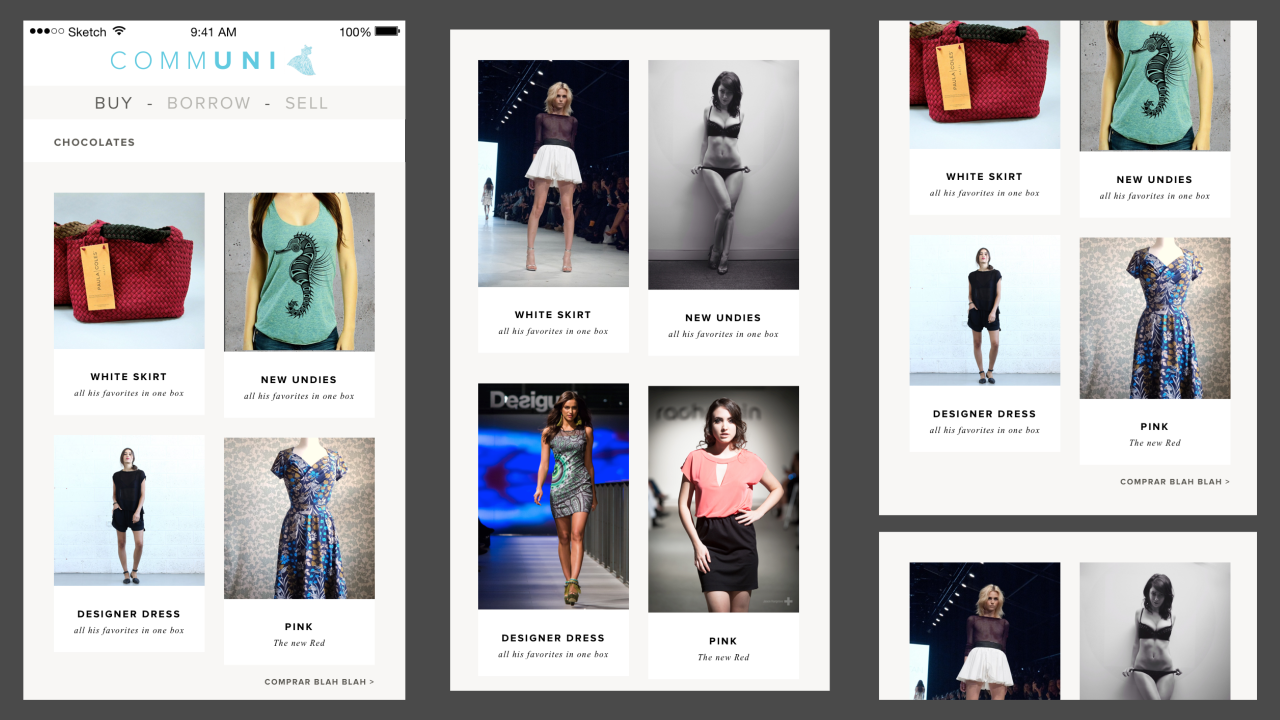 Sketch 9:41 AM 100%
COMMUNI
BUY - BORROW - SELL
CHOCOLATES
PAULA|COLES
WHITE SKIRT
all his favorites in one box
NEW UNDIES
all his favorites in one box
DESIGNER DRESS
all his favorites in one box
PINK
The new Red
COMPRAR BLAH BLAH >
WHITE SKIRT
all his favorites in one box
NEW UNDIES
all his favorites in one box
Desigu
DESIGNER DRESS
all his favorites in one box
PINK
The new Red
WHITE SKIRT
all his favorites in one box
NEW UNDIES
all his favorites in one box
DESIGNER DRESS
all his favorites in one box
PINK
The new Red
COMPRAR BLAH BLAH >